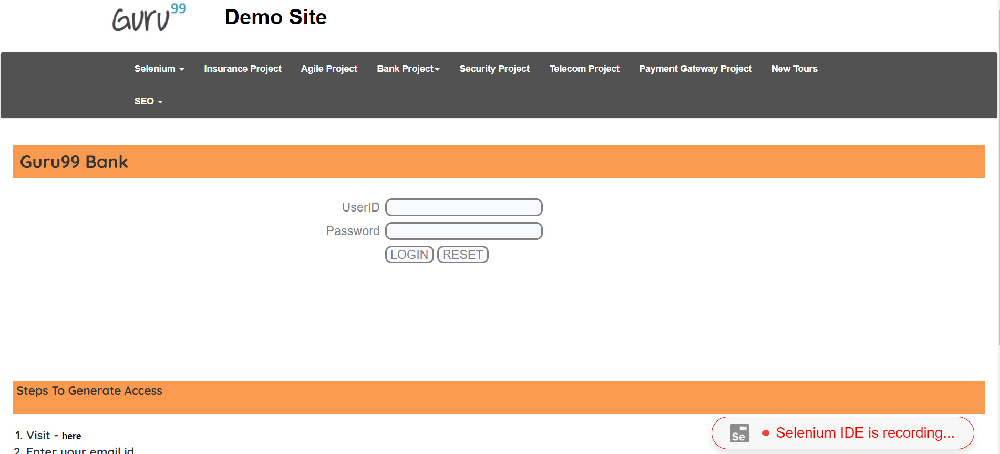 Guru99 Demo Site
Selenium Insurance Project Agile Project Bank Project Security Project Telecom Project Payment Gateway Project New Tours
SEO
Guru99 Bank
UserID
Password
LOGIN RESET
Steps To Generate Access
1. Visit - here
2. Enter your email id
Se Selenium IDE is recording...